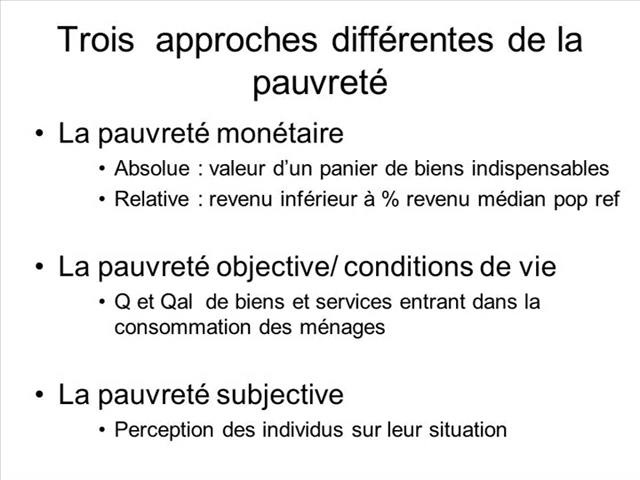 Trois  approches différentes de la
pauvreté
• La pauvreté monétaire
• Absolue : valeur d’un panier de biens indispensables
• Relative : revenu inférieur à % revenu médian pop ref
• La pauvreté objective/ conditions de vie
• Q et Qal  de biens et services entrant dans la
consommation des ménages
• La pauvreté subjective
• Perception des individus sur leur situation